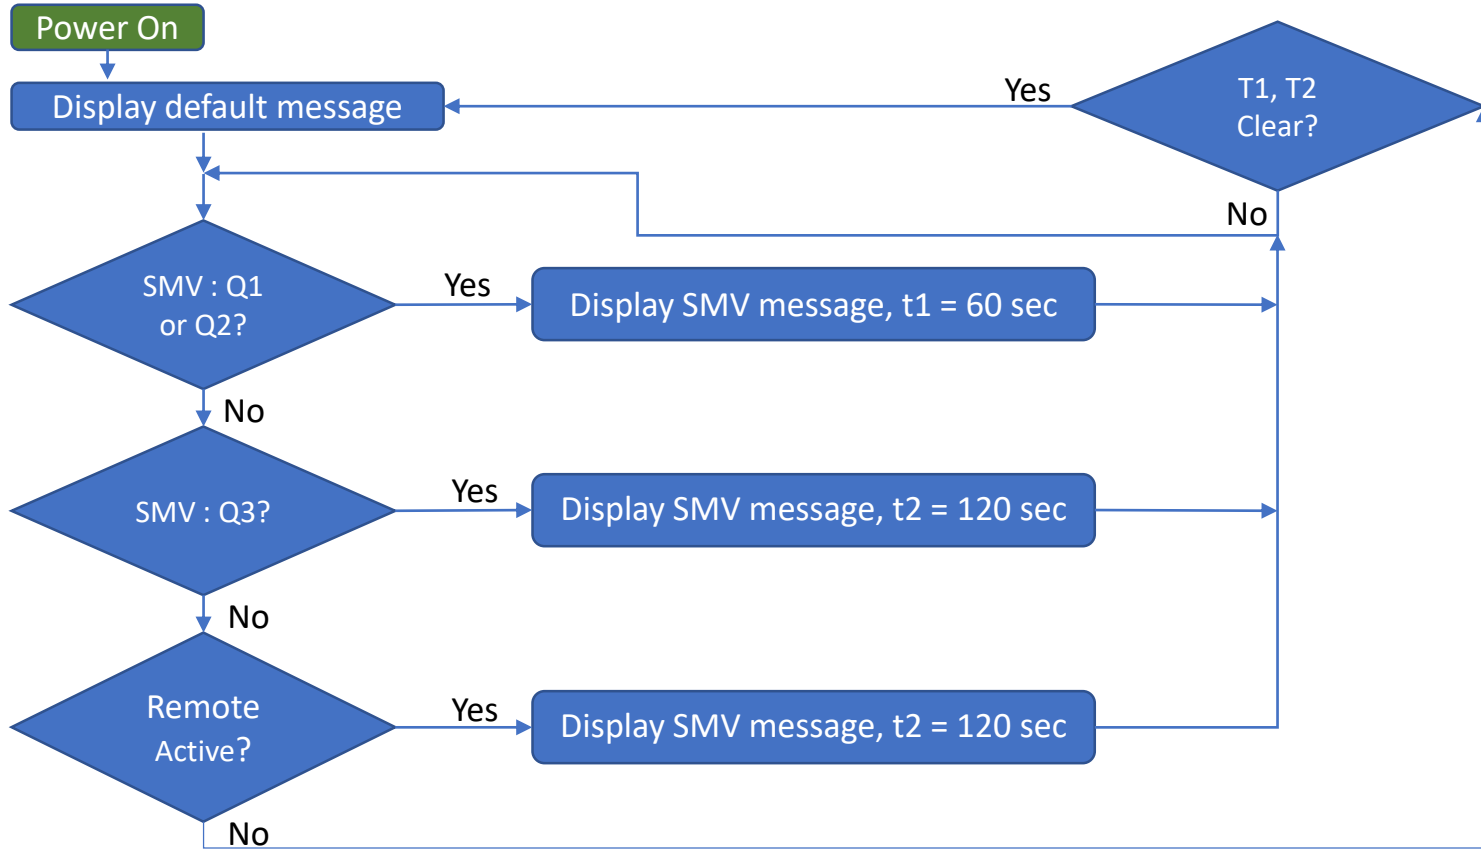 Power On
Display default message
Yes
T1, T2
Clear?
No
SMV : Q1
or Q2?
Yes
Display SMV message, t1 = 60 sec
No
SMV : Q3?
Yes
Display SMV message, t2 = 120 sec
No
Remote
Active?
Yes
Display SMV message, t2 = 120 sec
No